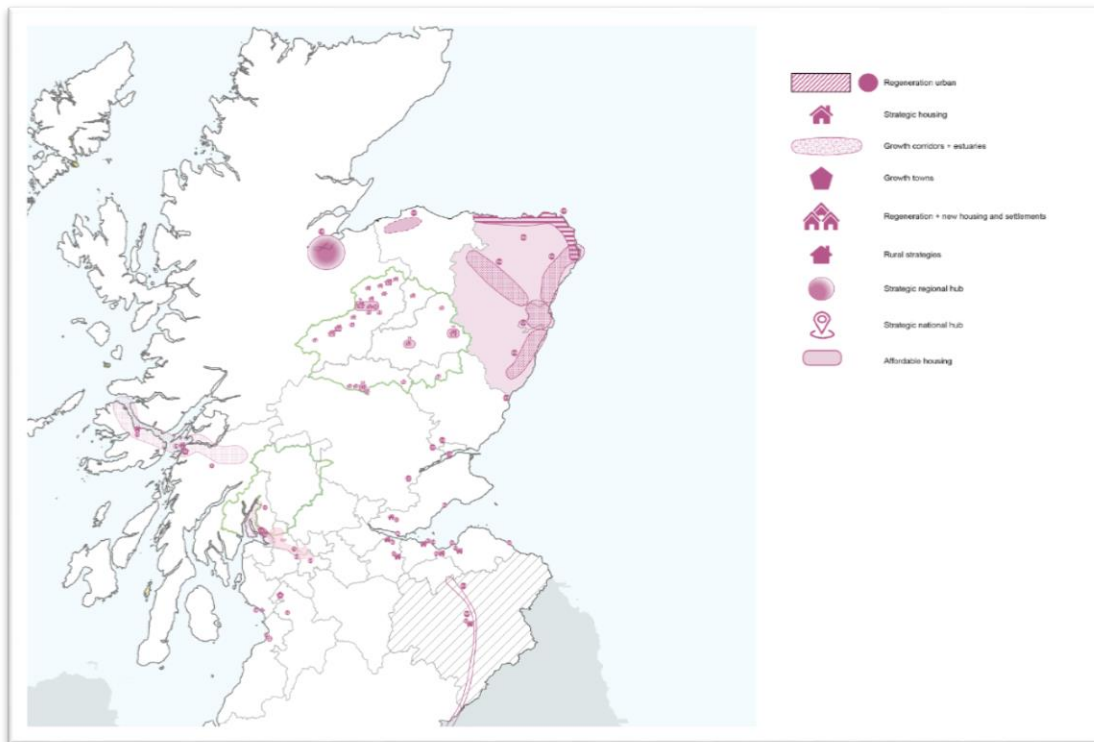 Regeneration urban
Strategic housing
Growth corridors + estuaries
Growth towns
Regeneration + new housing and settlements
Rural strategies
Strategic regional hub
Strategic national hub
Affordable housing